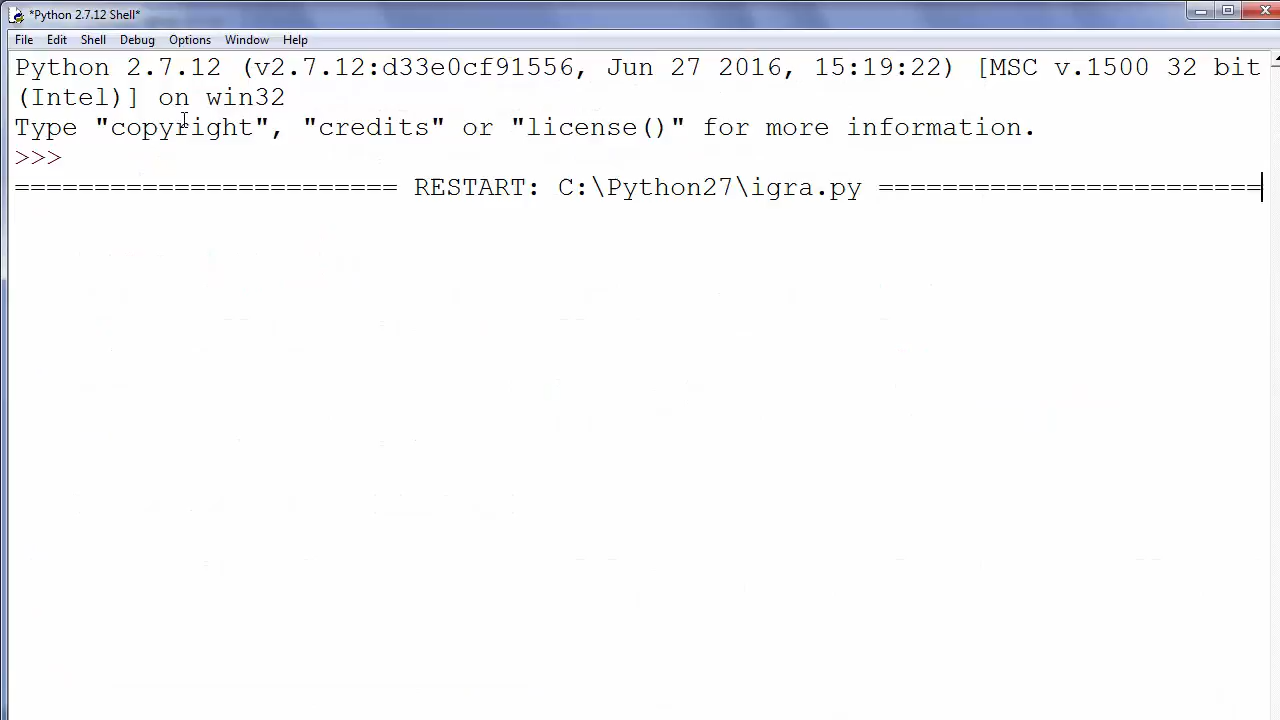 *Python 2.7.12 Shell*
File Edit Shell Debug Options Window Help
Python 2.7.12 (v2.7.12:d33e0cf91556, Jun 27 2016, 15:19:22) [MSC v.1500 32 bit
(Intel)] on win32
Type "copyright", "credits" or "license()" for more information.
>>>
======================== RESTART: C:\Python27\igra.py ========================